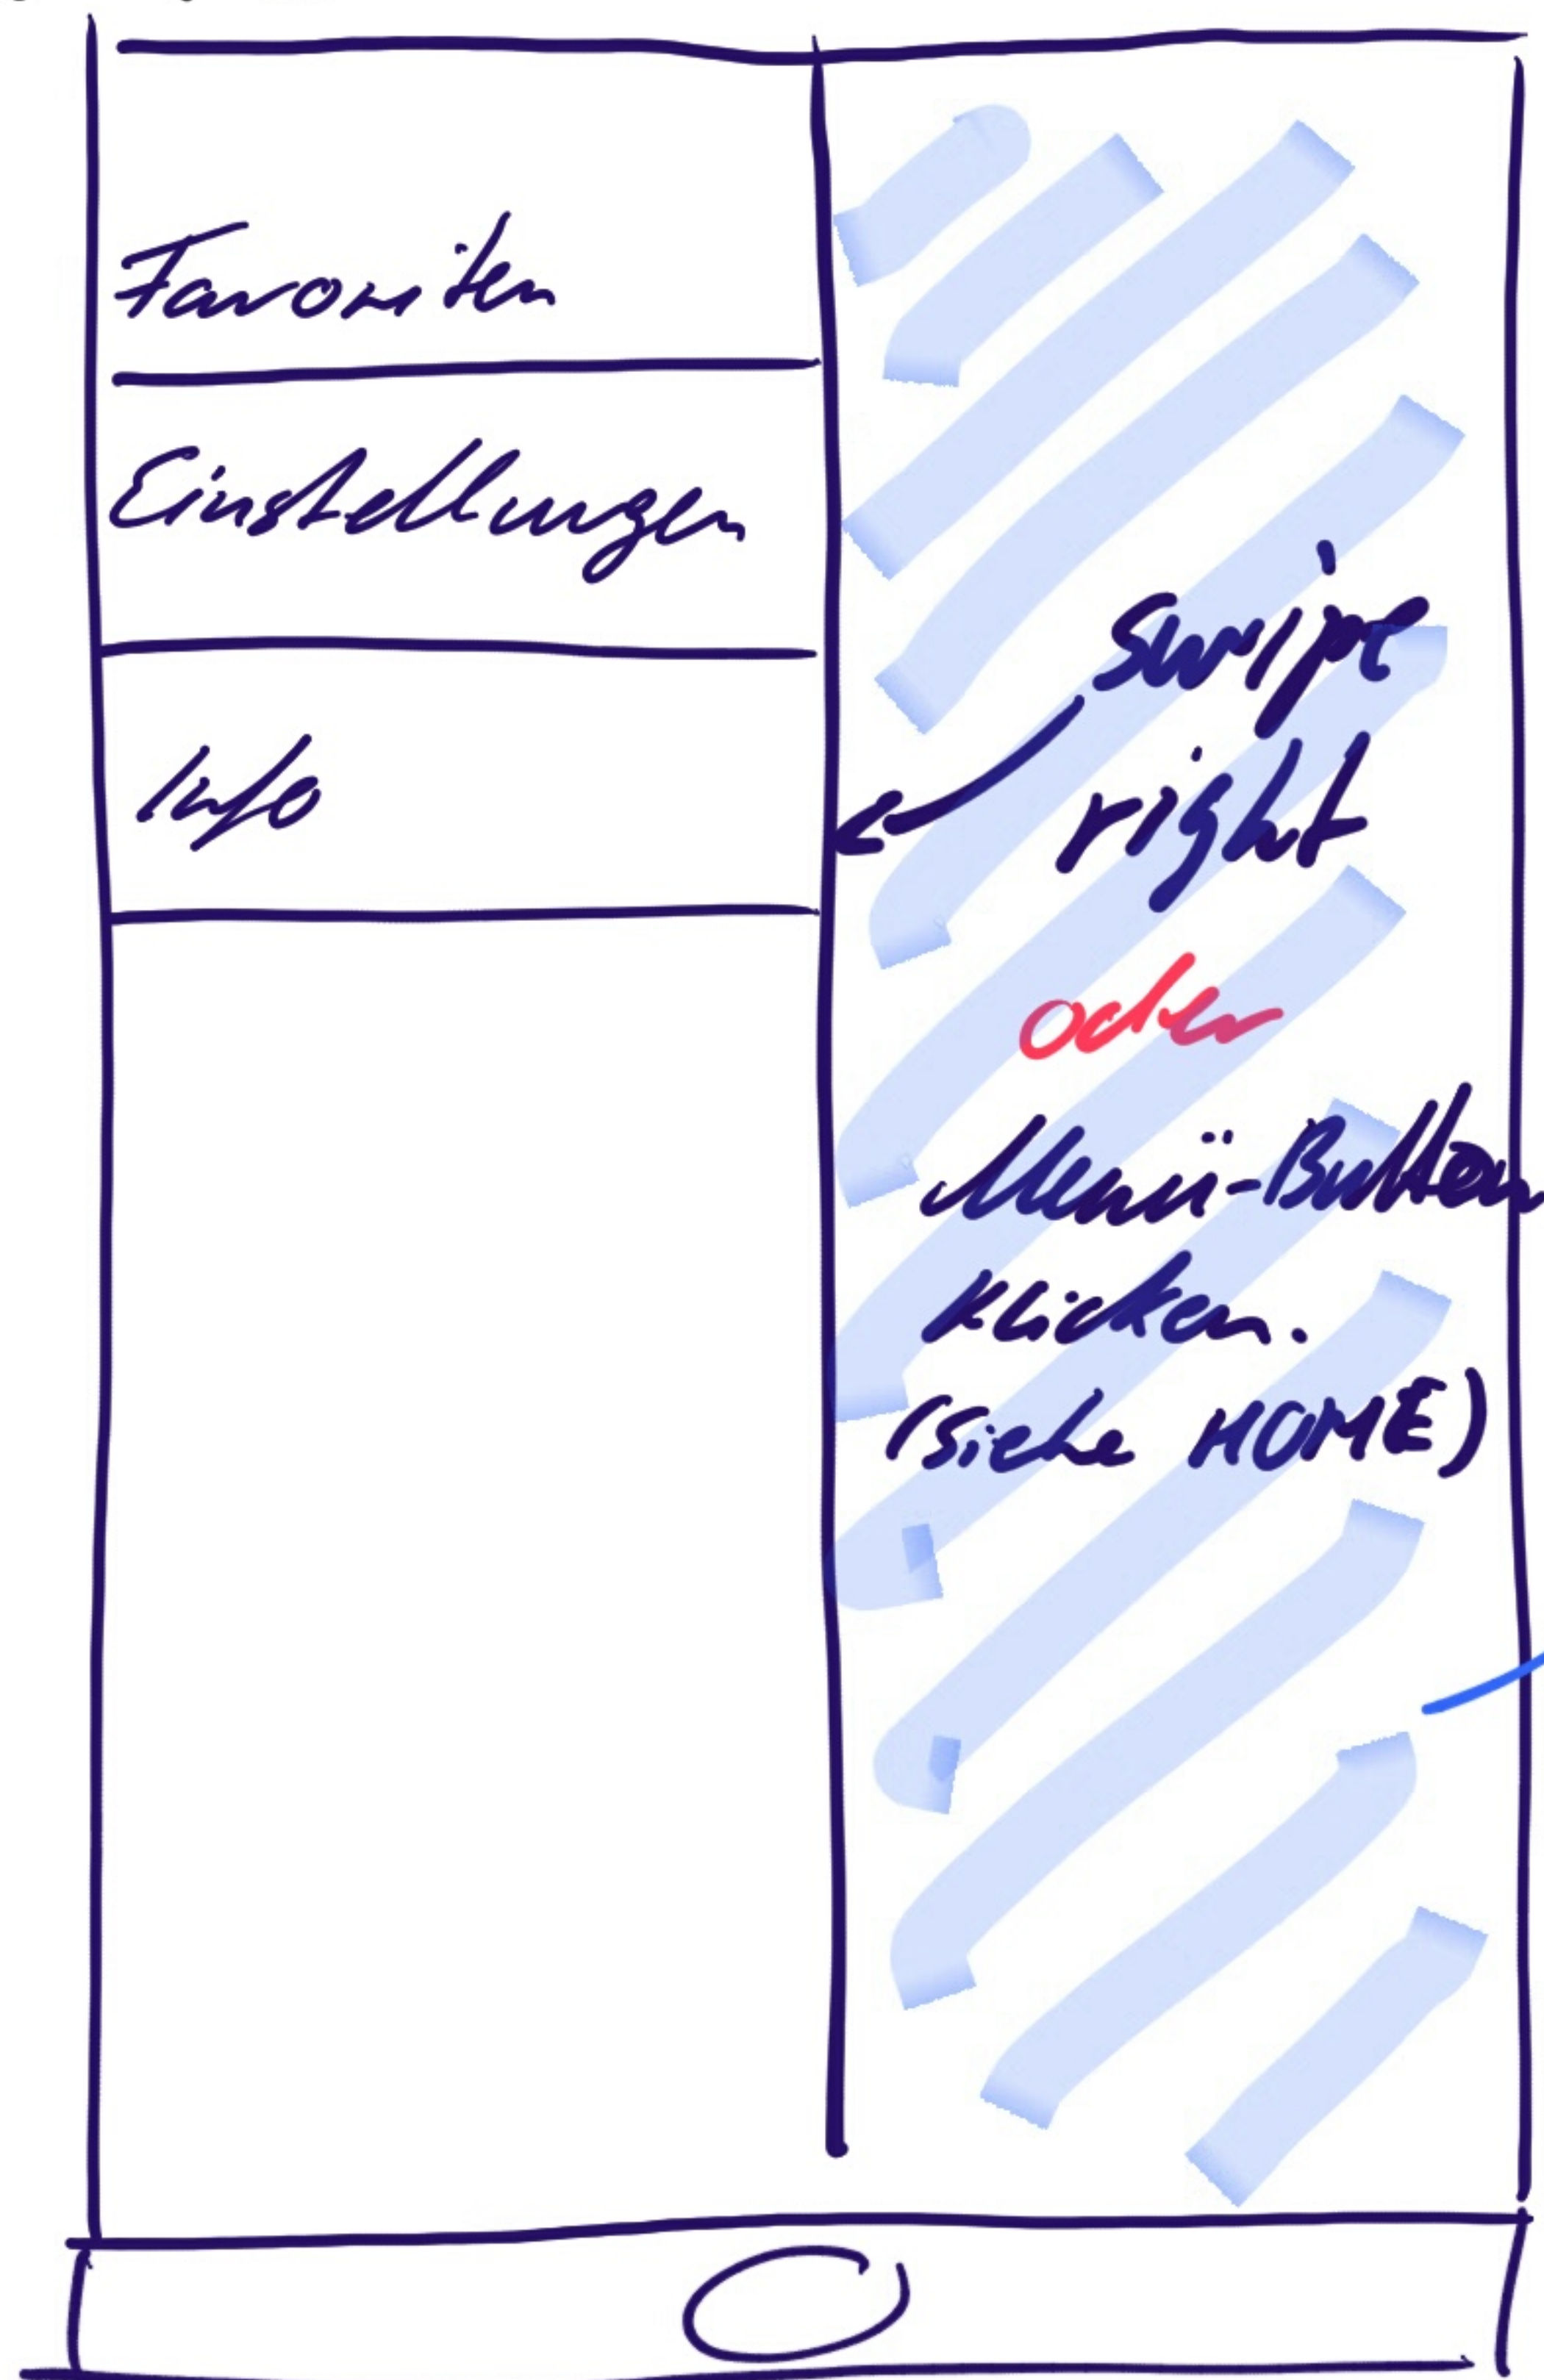 Favoriten
Einstellungen
Info
swipe
right
oder
Menü-Button
klicken.
(siehe HOME)